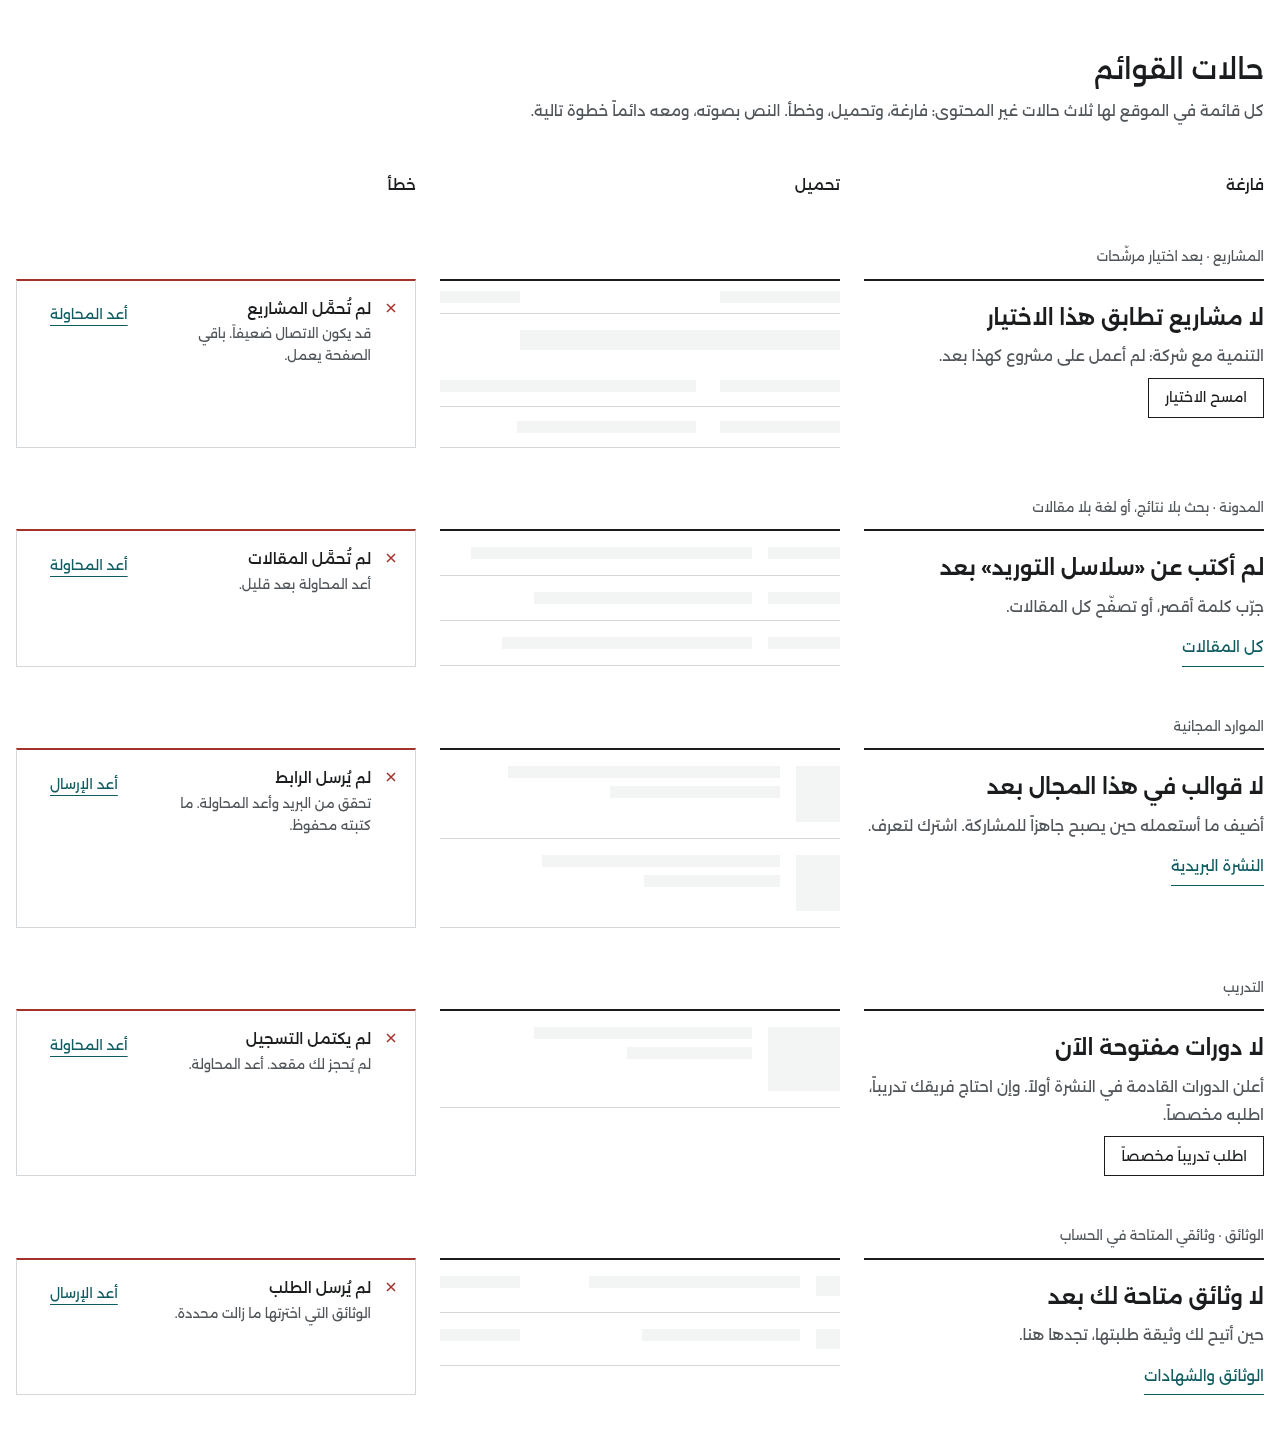 حالات القوائم
كل قائمة في الموقع لها ثلاث حالات غير المحتوى: فارغة، وتحميل، وخطأ. النص بصوته، ومعه دائماً خطوة تالية.
فارغة
تحميل
خطأ
المشاريع · بعد اختيار مرشّحات
لا مشاريع تطابق هذا الاختيار
التنمية مع شركة: لم أعمل على مشروع كهذا بعد.
امسح الاختيار
✕ لم تُحمَّل المشاريع
قد يكون الاتصال ضعيفاً. باقي
الصفحة يعمل.
أعد المحاولة
المدونة · بحث بلا نتائج، أو لغة بلا مقالات
لم أكتب عن «سلاسل التوريد» بعد
جرّب كلمة أقصر، أو تصفّح كل المقالات.
كل المقالات
✕ لم تُحمَّل المقالات
أعد المحاولة بعد قليل.
أعد المحاولة
الموارد المجانية
لا قوالب في هذا المجال بعد
أضيف ما أستعمله حين يصبح جاهزاً للمشاركة. اشترك لتعرف.
النشرة البريدية
✕ لم يُرسل الرابط
تحقق من البريد وأعد المحاولة. ما
كتبته محفوظ.
أعد الإرسال
التدريب
لا دورات مفتوحة الآن
أعلن الدورات القادمة في النشرة أولاً. وإن احتاج فريقك تدريباً،
اطلبه مخصصاً.
اطلب تدريباً مخصصاً
✕ لم يكتمل التسجيل
لم يُحجز لك مقعد. أعد المحاولة.
أعد المحاولة
الوثائق · وثائقي المتاحة في الحساب
لا وثائق متاحة لك بعد
حين أتيح لك وثيقة طلبتها، تجدها هنا.
الوثائق والشهادات
✕ لم يُرسل الطلب
الوثائق التي اخترتها ما زالت محددة.
أعد الإرسال